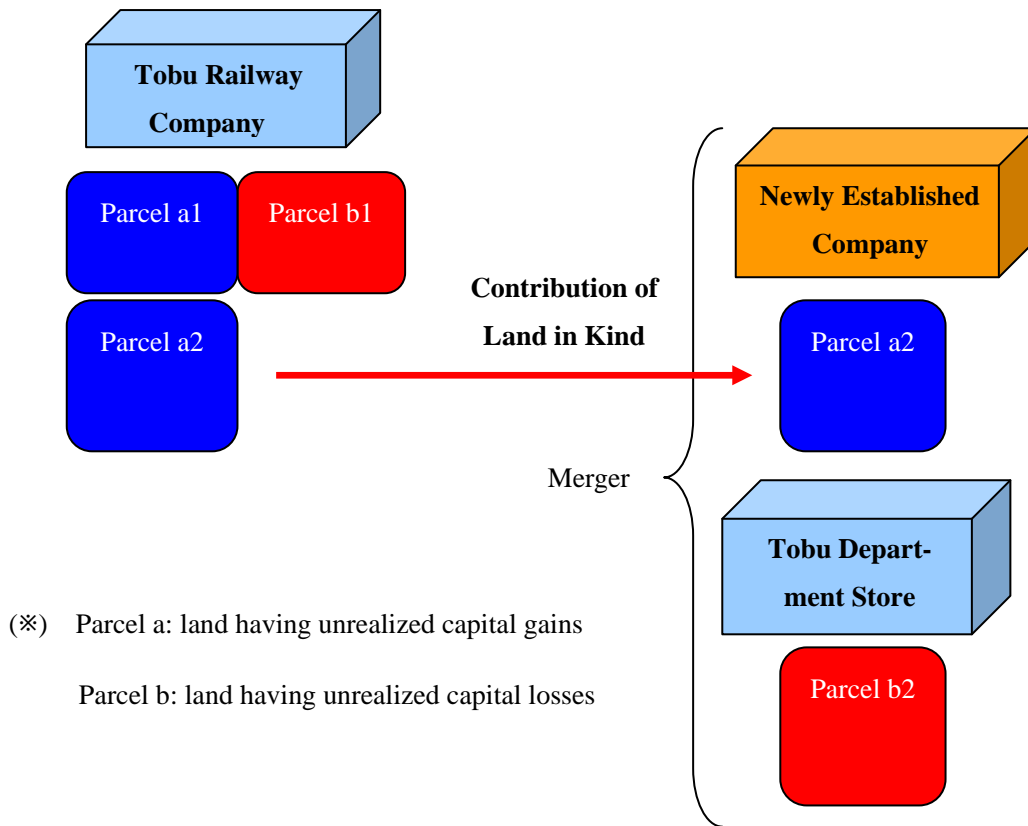 Tobu Railway
Company
Parcel a1
Parcel b1
Parcel a2
Contribution of
Land in Kind
Newly Established
Company
Parcel a2
Merger
Tobu Depart-
ment Store
Parcel b2
(※) Parcel a: land having unrealized capital gains
Parcel b: land having unrealized capital losses